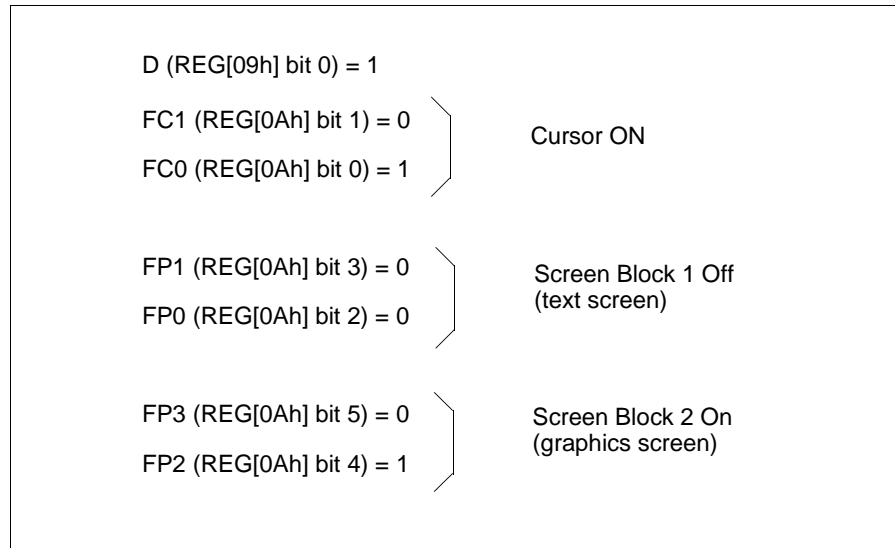 D (REG[09h] bit 0) = 1
FC1 (REG[0Ah] bit 1) = 0
FC0 (REG[0Ah] bit 0) = 1
Cursor ON
FP1 (REG[0Ah] bit 3) = 0
FP0 (REG[0Ah] bit 2) = 0
Screen Block 1 Off
(text screen)
FP3 (REG[0Ah] bit 5) = 0
FP2 (REG[0Ah] bit 4) = 1
Screen Block 2 On
(graphics screen)